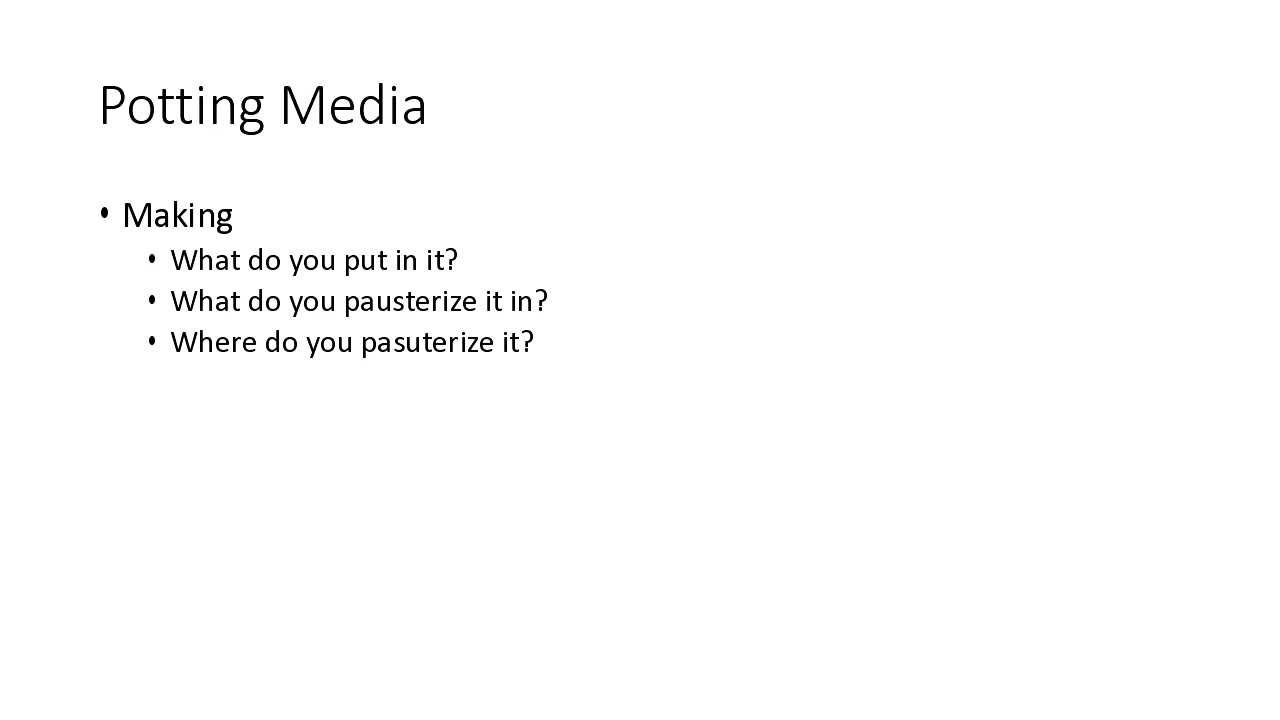 Potting Media
• Making
• What do you put in it?
• What do you pausterize it in?
• Where do you pasuterize it?